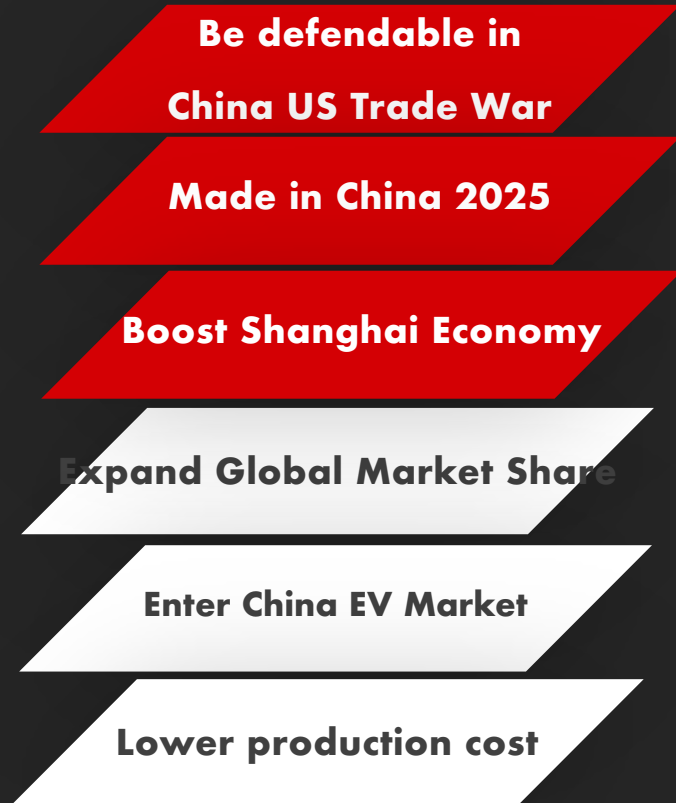 Be defendable in
China US Trade War
Made in China 2025
Boost Shanghai Economy
Expand Global Market Share
Enter China EV Market
Lower production cost